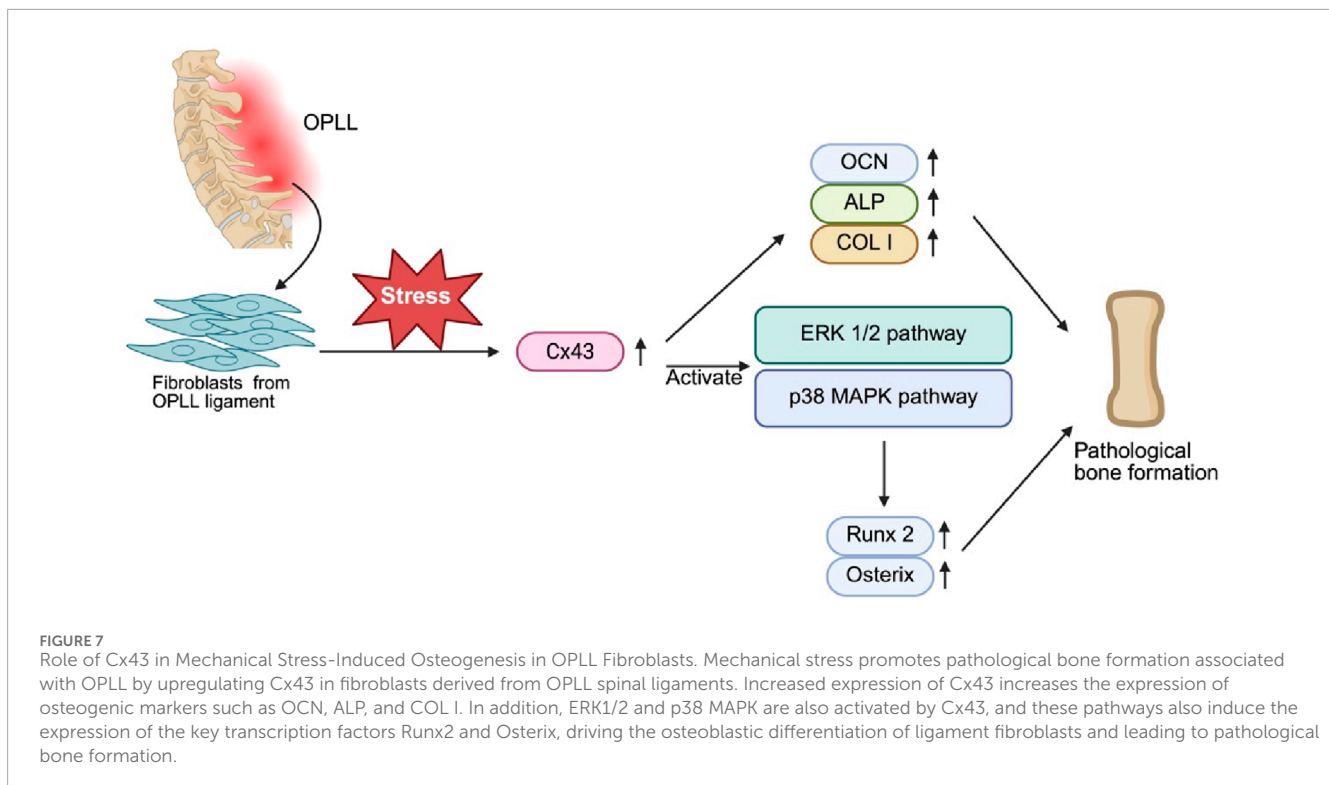 OPLL
Stress
Fibroblasts from
OPLL ligament
Cx43
Activate
OCN
ALP
COL I
ERK 1/2 pathway
p38 MAPK pathway
Runx 2
Osterix
Pathological
bone formation
FIGURE 7
Role of Cx43 in Mechanical Stress-Induced Osteogenesis in OPLL Fibroblasts. Mechanical stress promotes pathological bone formation associated
with OPLL by upregulating Cx43 in fibroblasts derived from OPLL spinal ligaments. Increased expression of Cx43 increases the expression of
osteogenic markers such as OCN, ALP, and COL I. In addition, ERK1/2 and p38 MAPK are also activated by Cx43, and these pathways also induce the
expression of the key transcription factors Runx2 and Osterix, driving the osteoblastic differentiation of ligament fibroblasts and leading to pathological
bone formation.